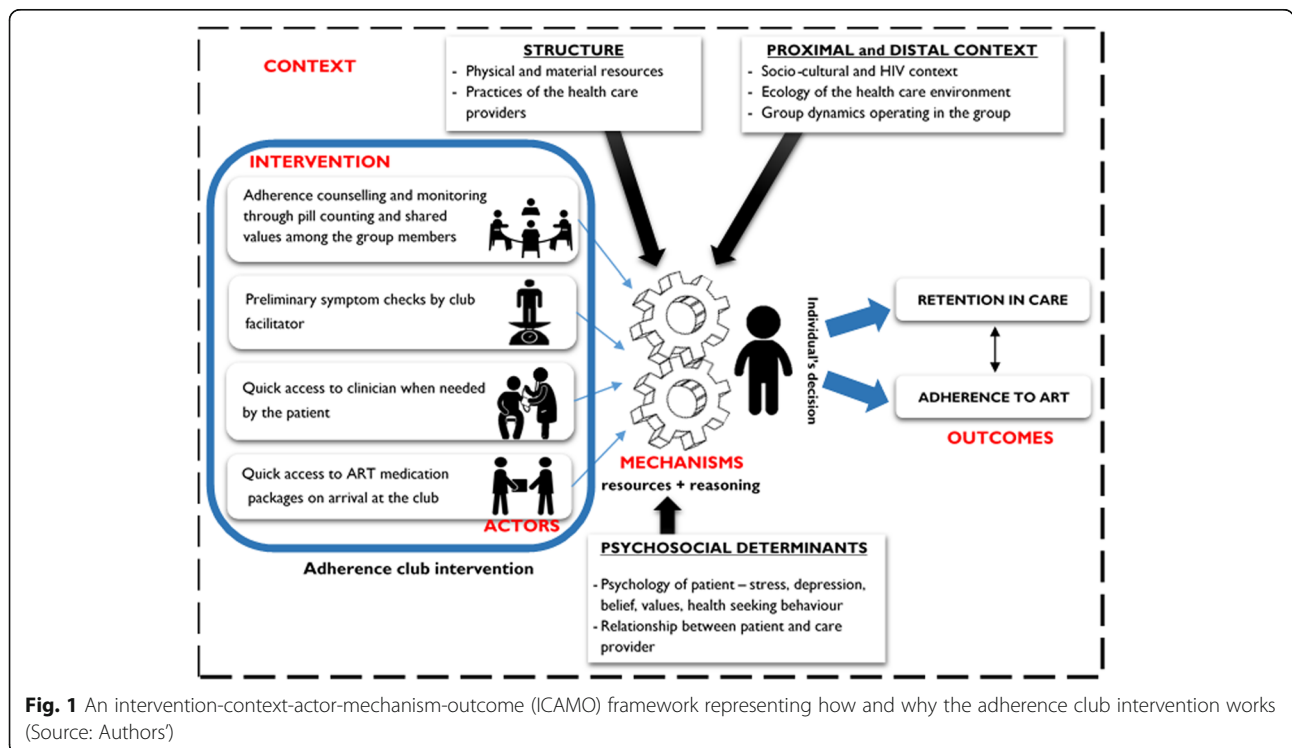 CONTEXT
STRUCTURE
- Physical and material resources
- Practices of the health care
providers
PROXIMAL and DISTAL CONTEXT
- Socio-cultural and HIV context
- Ecology of the health care environment
- Group dynamics operating in the group
INTERVENTION
Adherence counselling and monitoring
through pill counting and shared
values among the group members
Preliminary symptom checks by club
facilitator
Quick access to clinician when needed
by the patient
Quick access to ART medication
packages on arrival at the club
ACTORS
Adherence club intervention
MECHANISMS
resources + reasoning
Individual's decision
RETENTION IN CARE
ADHERENCE TO ART
OUTCOMES
PSYCHOSOCIAL DETERMINANTS
- Psychology of patient – stress, depression,
belief, values, health seeking behaviour
- Relationship between patient and care
provider
Fig. 1 An intervention-context-actor-mechanism-outcome (ICAMO) framework representing how and why the adherence club intervention works
(Source: Authors')